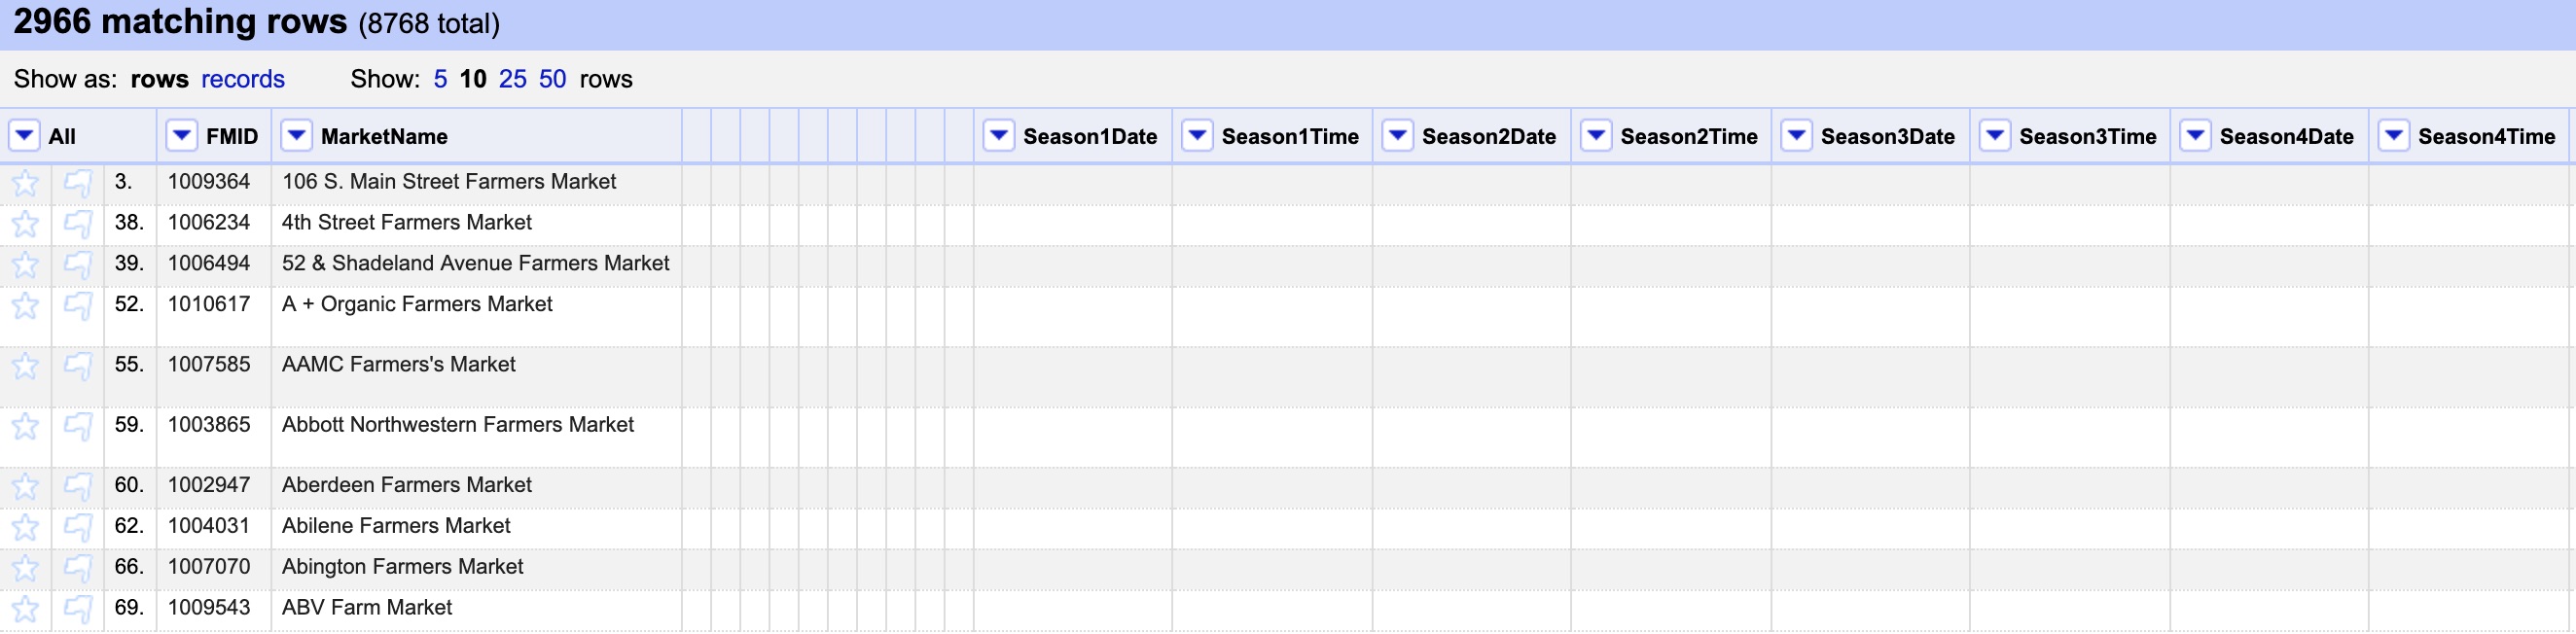 2966 matching rows (8768 total)
Show as: rows records Show: 5 10 25 50 rows
All FMID MarketName Season1Date Season1Time Season2Date Season2Time Season3Date Season3Time Season4Date Season4Time
3. 1009364 106 S. Main Street Farmers Market
38. 1006234 4th Street Farmers Market
39. 1006494 52 & Shadeland Avenue Farmers Market
52. 1010617 A + Organic Farmers Market
55. 1007585 AAMC Farmers's Market
59. 1003865 Abbott Northwestern Farmers Market
60. 1002947 Aberdeen Farmers Market
62. 1004031 Abilene Farmers Market
66. 1007070 Abington Farmers Market
69. 1009543 ABV Farm Market